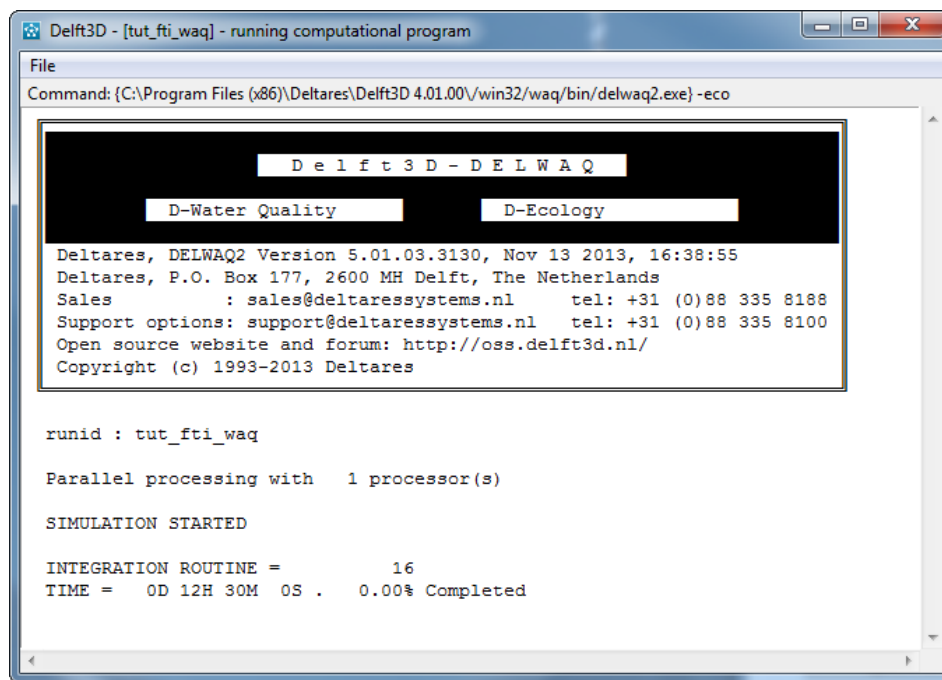 Delft3D - [tut_fti_waq] - running computational program
File
Command: {C:\Program Files (x86)\Deltares\Delft3D 4.01.00\/win32/waq/bin/delwaq2.exe} -eco
D e l f t 3 D - D E L W A Q
D-Water Quality D-Ecology
Deltares, DELWAQ2 Version 5.01.03.3130, Nov 13 2013, 16:38:55
Deltares, P.O. Box 177, 2600 MH Delft, The Netherlands
Sales : sales@deltaressystems.nl tel: +31 (0)88 335 8188
Support options: support@deltaressystems.nl tel: +31 (0)88 335 8100
Open source website and forum: http://oss.delft3d.nl/
Copyright (c) 1993-2013 Deltares
runid : tut_fti_waq
Parallel processing with 1 processor(s)
SIMULATION STARTED
INTEGRATION ROUTINE = 16
TIME = 0D 12H 30M 0S . 0.00% Completed